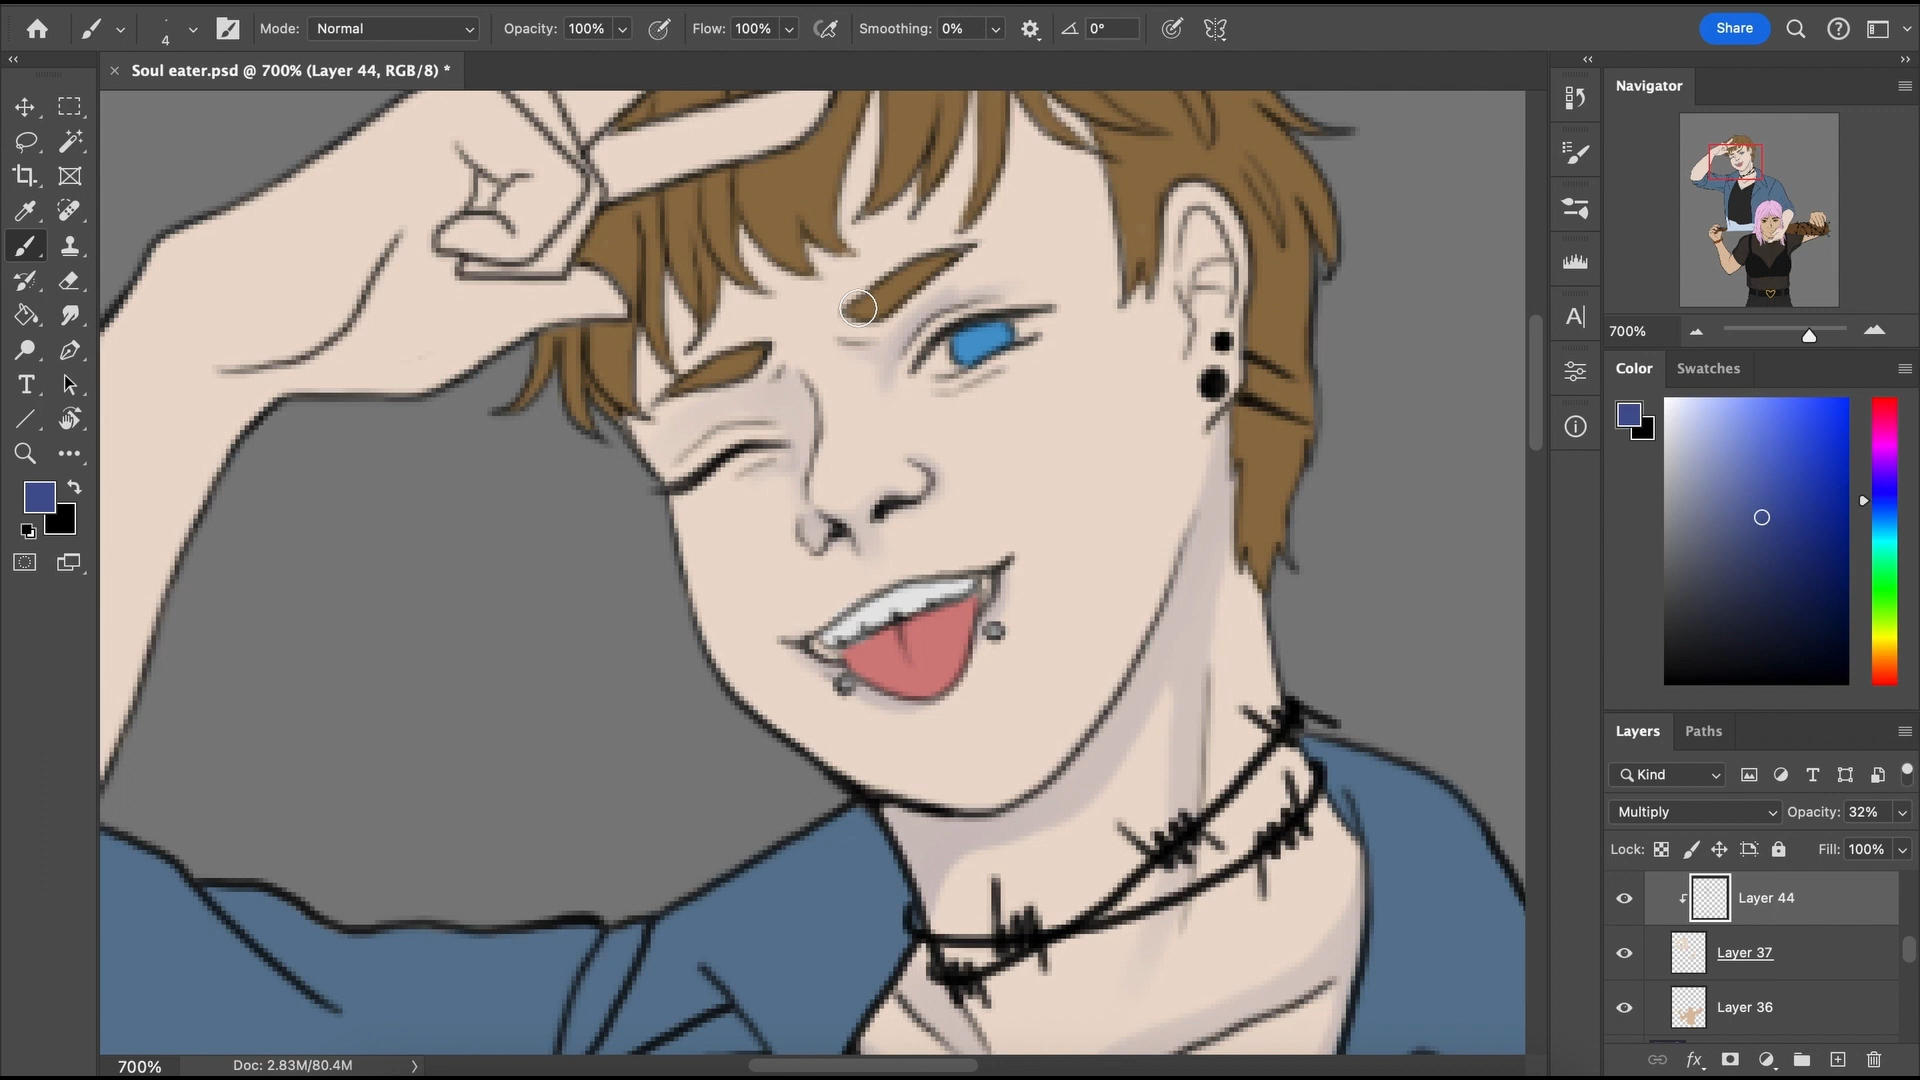 4 Mode: Normal Opacity: 100% Flow: 100% Smoothing: 0% 0° Share
Soul eater.psd @ 700% (Layer 44, RGB/8) *
Navigator
700%
Color Swatches
Layers Paths
Kind
Multiply Opacity: 32%
Lock: Fill: 100%
Layer 44
Layer 37
Layer 36
700% Doc: 2.83M/80.4M